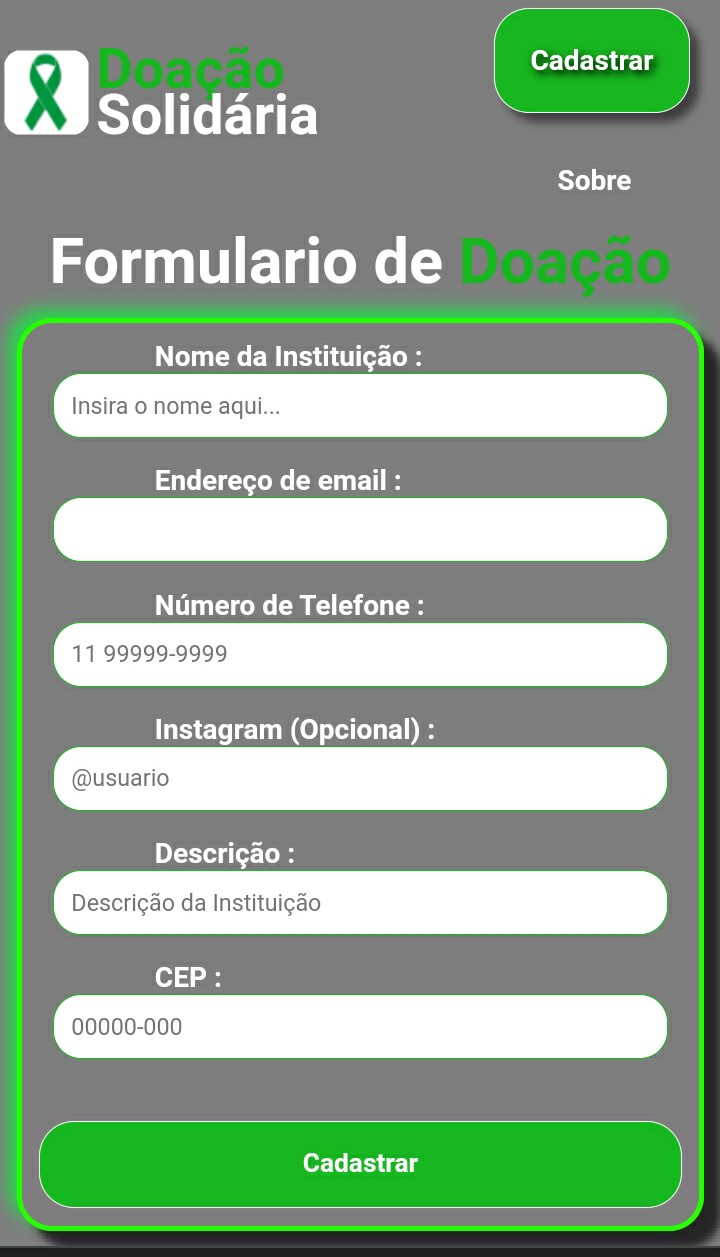 Doação
Solidária
Cadastrar
Sobre
Formulario de Doação
Nome da Instituição :
Insira o nome aqui...
Endereço de email :
Número de Telefone :
11 99999-9999
Instagram (Opcional) :
@usuario
Descrição :
Descrição da Instituição
CEP :
00000-000
Cadastrar